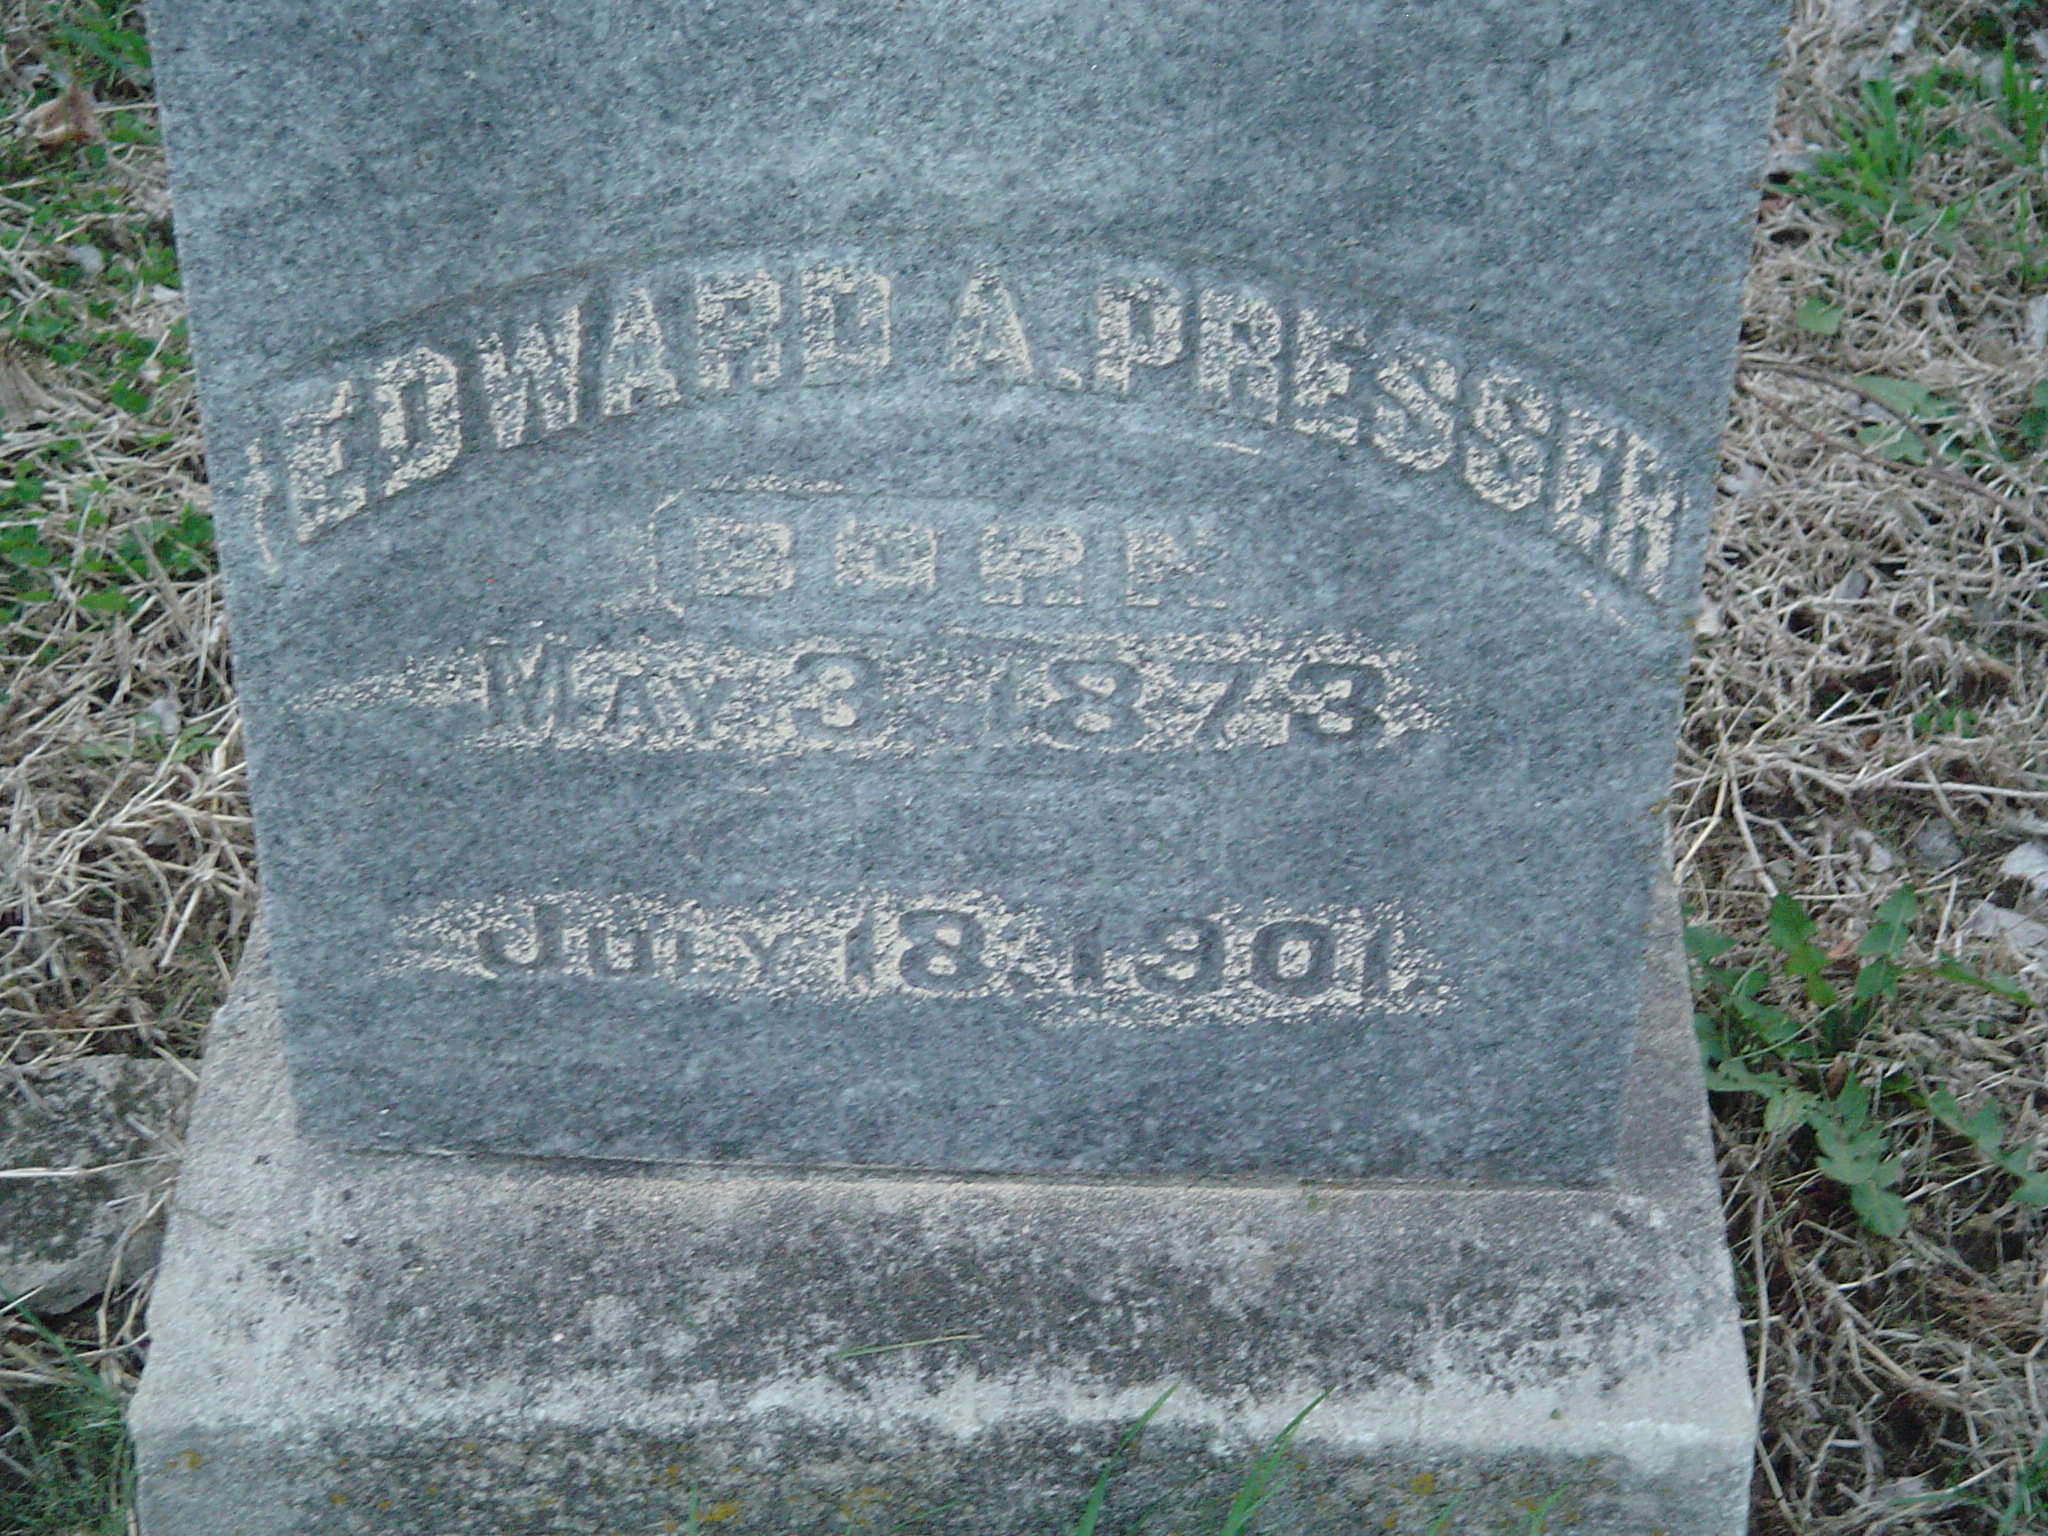 EDWARD A. PRESSER
BORN
MAY 3, 1873.
JULY 18, 1901.